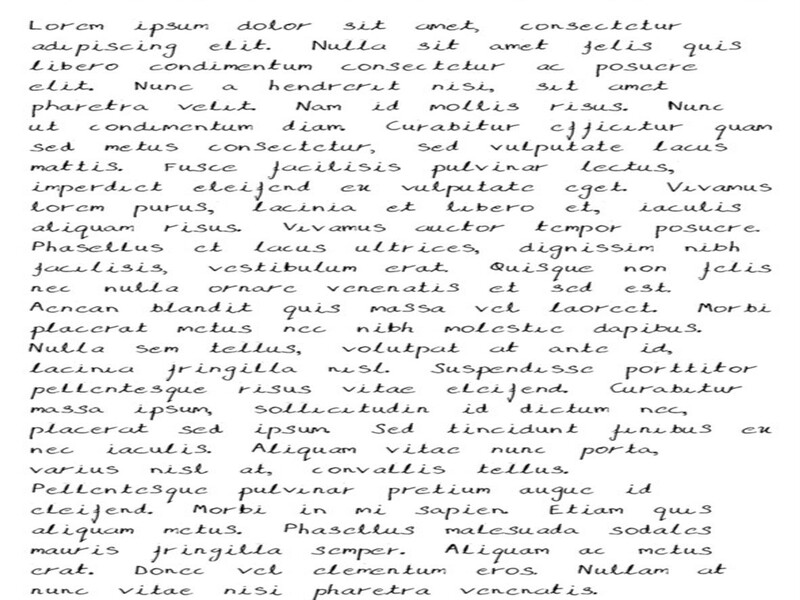 Lorem ipsum dolor sit amet, consectetur
adipiscing elit. Nulla sit amet felis quis
libero condimentum consectetur ac posuere
elit. Nunc a hendrerit nisi, sit amet
pharetra velit. Nam id mollis risus. Nunc
ut condimentum diam. Curabitur efficitur quam
sed metus consectetur, sed vulputate lacus
mattis. Fusce facilisis pulvinar lectus,
imperdiet eleifend ex vulputate eget. Vivamus
lorem purus, lacinia et libero et, iaculis
aliquam risus. Vivamus auctor tempor posuere.
Phasellus et lacus ultrices, dignissim nibh
facilisis, vestibulum erat. Quisque non felis
nec nulla ornare venenatis et sed est.
Aenean blandit quis massa vel laoreet. Morbi
placerat metus nec nibh molestie dapibus.
Nulla sem tellus, volutpat at ante id,
lacinia fringilla nisl. Suspendisse porttitor
pellentesque risus vitae eleifend. Curabitur
massa ipsum, sollicitudin id dictum nec,
placerat sed ipsum. Sed tincidunt finibus ex
nec iaculis. Aliquam vitae nunc porta,
varius nisl at, convallis tellus.
Pellentesque pulvinar pretium augue id
eleifend. Morbi in mi sapien. Etiam quis
aliquam metus. Phasellus malesuada sodales
mauris fringilla semper. Aliquam ac metus
erat. Donec vel elementum eros. Nullam at
nunc vitae nisi pharetra venenatis.